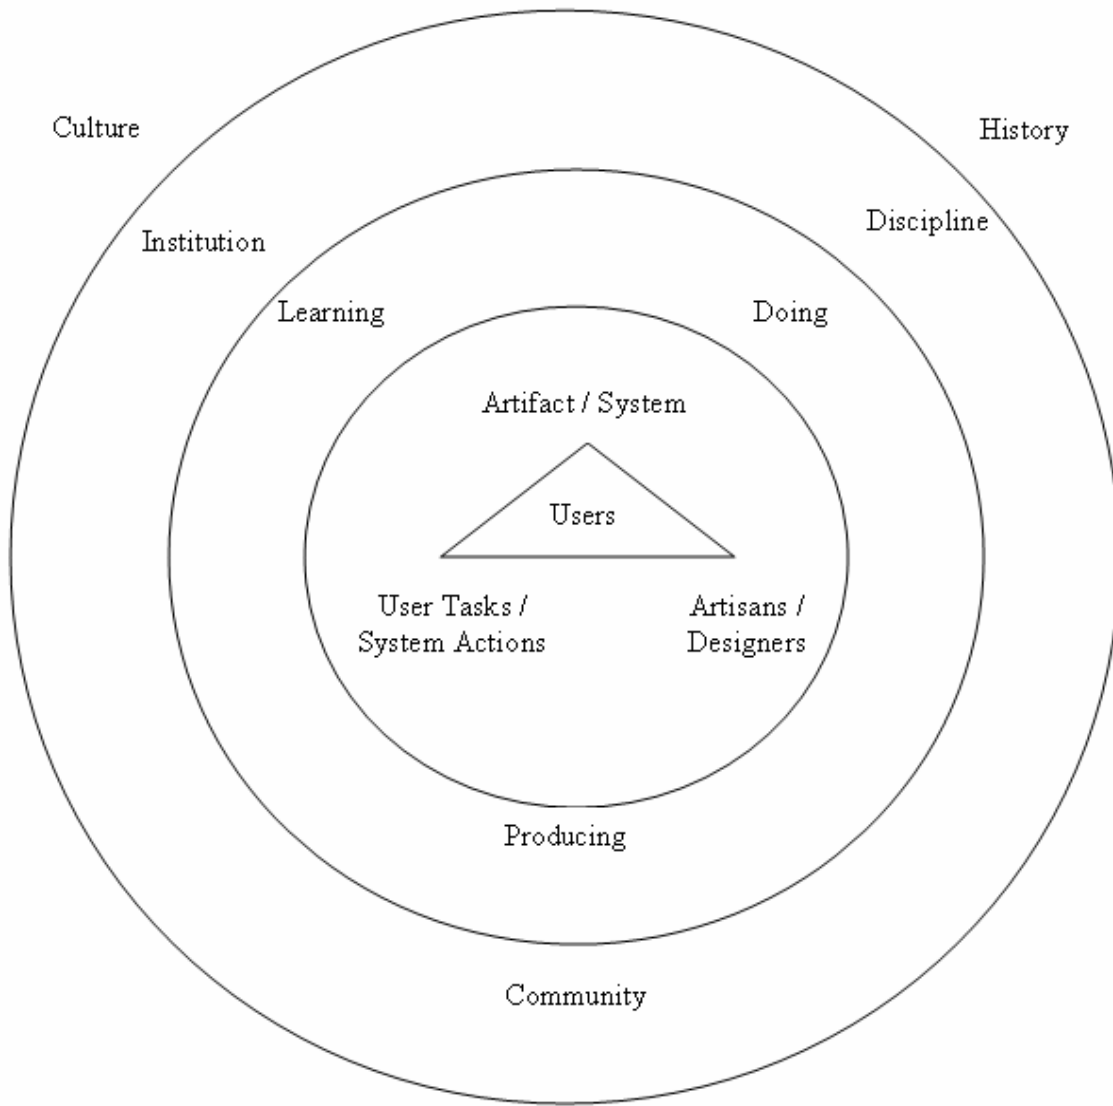 Culture
History
Discipline
Institution
Learning
Doing
Artifact / System
Users
User Tasks /
System Actions
Artisans /
Designers
Producing
Community